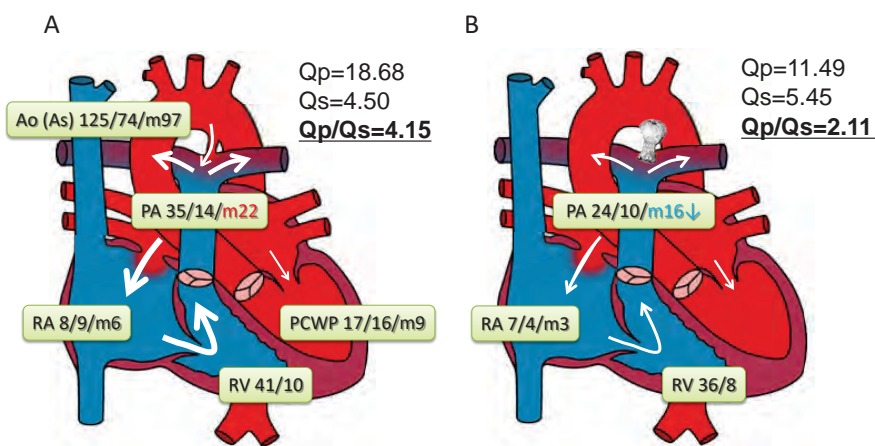 A
Qp=18.68
Qs=4.50
Qp/Qs=4.15
Ao (As) 125/74/m97
PA 35/14/m22
RA 8/9/m6
PCWP 17/16/m9
RV 41/10
B
Qp=11.49
Qs=5.45
Qp/Qs=2.11
PA 24/10/m16↓
RA 7/4/m3
RV 36/8